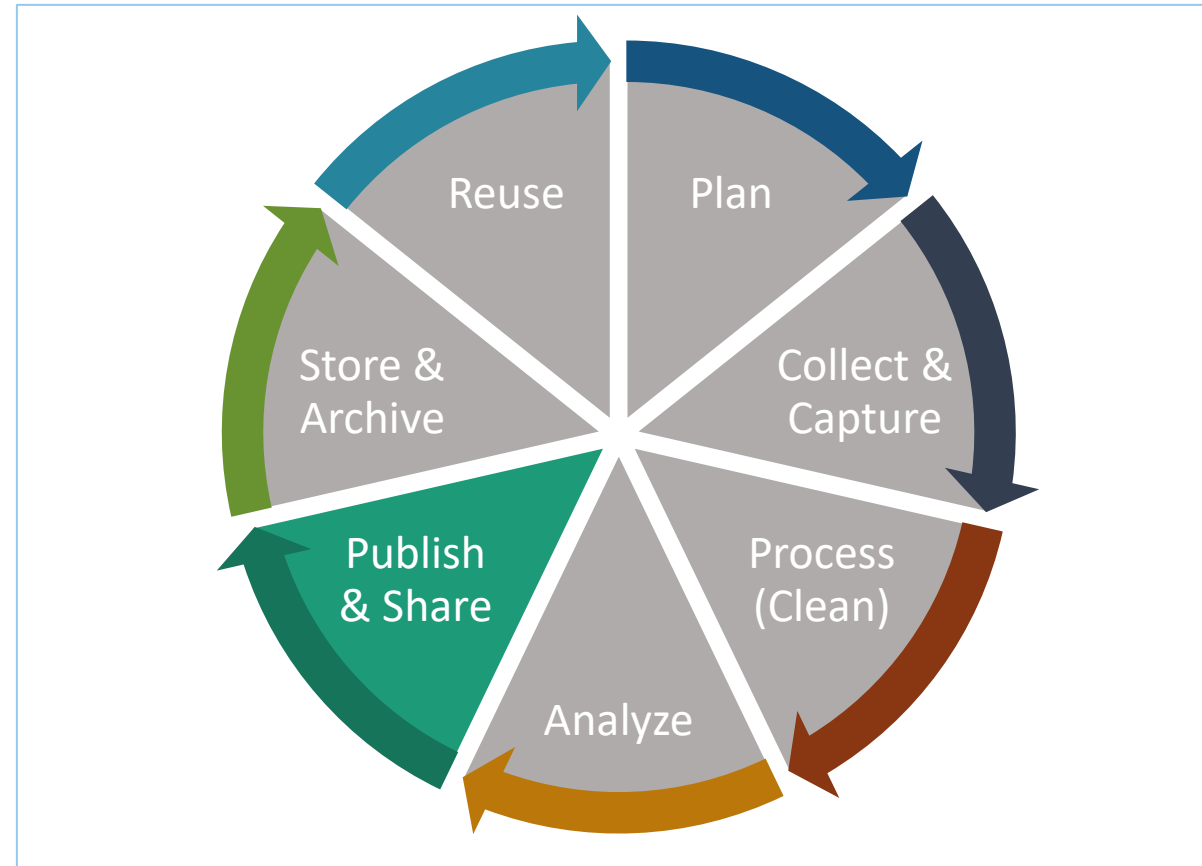 Reuse
Plan
Store &
Archive
Collect &
Capture
Publish
& Share
Process
(Clean)
Analyze